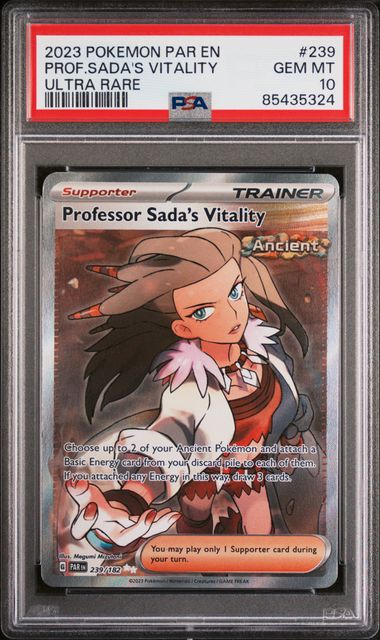 2023 POKEMON PAR EN #239
PROF.SADA'S VITALITY GEM MT
ULTRA RARE 10
PSA 85435324
Supporter TRAINER
Professor Sada's Vitality
Ancient
Choose up to 2 of your Ancient Pokémon and attach a
Basic Energy card from your discard pile to each of them.
If you attached any Energy in this way, draw 3 cards.
Illus. Megumi Mizutani
G PAR EN 239/182
You may play only 1 Supporter card during
your turn.
©2023 Pokémon / Nintendo / Creatures / GAME FREAK
PSA